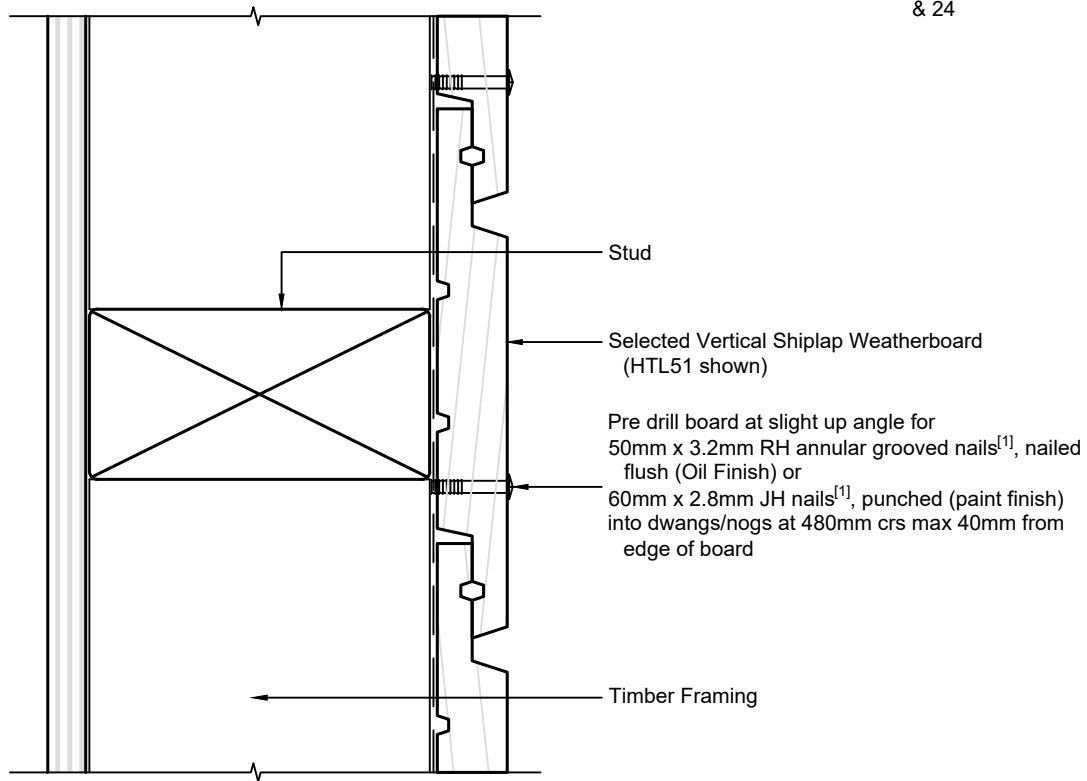 & 24
Stud
Selected Vertical Shiplap Weatherboard
(HTL51 shown)
Pre drill board at slight up angle for
50mm x 3.2mm RH annular grooved nails[1], nailed
flush (Oil Finish) or
60mm x 2.8mm JH nails[1], punched (paint finish)
into dwangs/nogs at 480mm crs max 40mm from
edge of board
Timber Framing